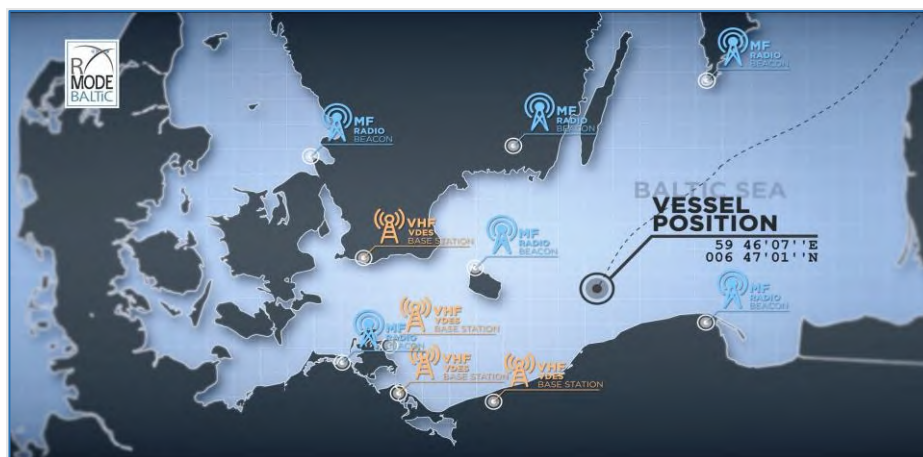 R
MODE
BALTIC
MF
RADIO
BEACON
MF
RADIO
BEACON
MF
RADIO
BEACON
VHF
VDES
BASE STATION
MF
RADIO
BEACON
BALTIC SEA
VESSEL
POSITION
59 46'07''E
006 47'01''N
MF
RADIO
BEACON
VHF
VDES
BASE STATION
MF
RADIO
BEACON
VHF
VDES
BASE STATION
VHF
VDES
BASE STATION